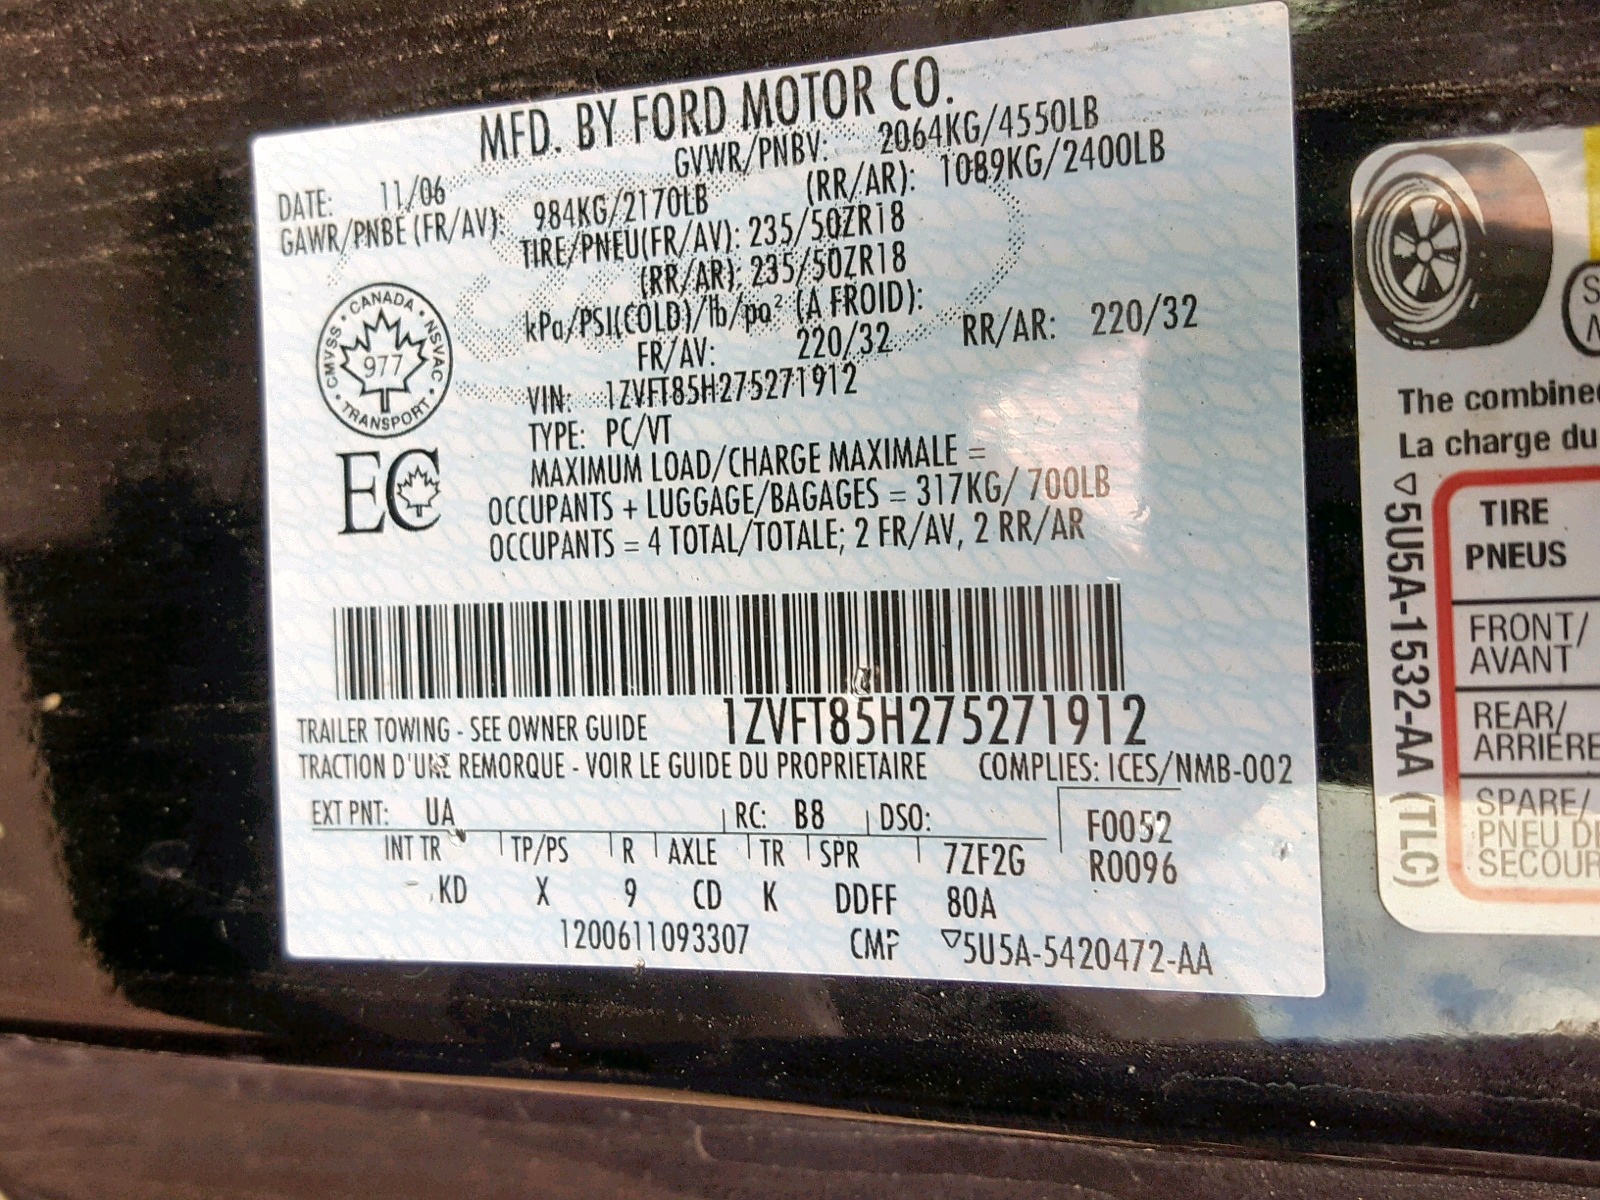 MFD. BY FORD MOTOR CO.
DATE: 11/06 GVWR/PNBV: 2064KG/4550LB
GAWR/PNBE (FR/AV): 984KG/2170LB (RR/AR): 1089KG/2400LB
TIRE/PNEU(FR/AV): 235/50ZR18
(RR/AR): 235/50ZR18
kPa/PSI(COLD)/lb/po² (A FROID):
FR/AV: 220/32 RR/AR: 220/32
VIN: 1ZVFT85H275271912
TYPE: PC/VT
MAXIMUM LOAD/CHARGE MAXIMALE =
OCCUPANTS + LUGGAGE/BAGAGES = 317KG/ 700LB
OCCUPANTS = 4 TOTAL/TOTALE; 2 FR/AV, 2 RR/AR
CANADA
CMVSS · NSVAC
977
TRANSPORT
EC
1ZVFT85H275271912
TRAILER TOWING - SEE OWNER GUIDE
TRACTION D'UNE REMORQUE - VOIR LE GUIDE DU PROPRIETAIRE COMPLIES: ICES/NMB-002
EXT PNT: UA RC: B8 DSO: F0052
INT TR TP/PS R AXLE TR SPR 7ZF2G R0096
KD X 9 CD K DDFF 80A
1200611093307 CMP 5U5A-5420472-AA
The combined
La charge du
5U5A-1532-AA (TLC)
TIRE
PNEUS
FRONT/
AVANT
REAR/
ARRIERE
SPARE/
PNEU DE
SECOUR